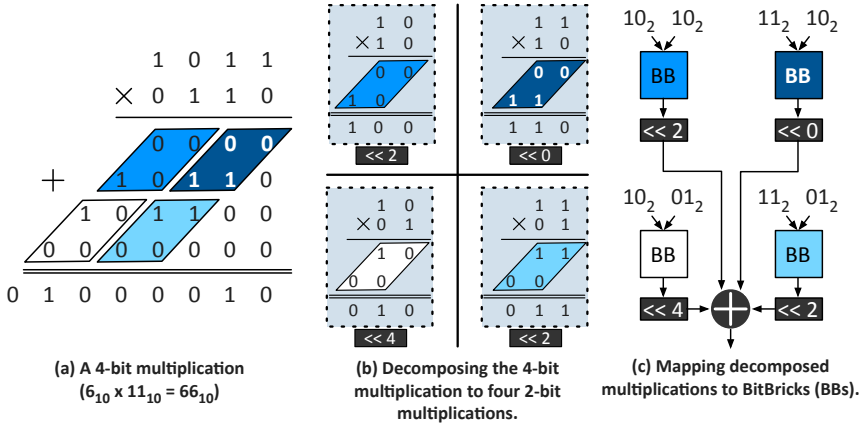 1 0 1 1
× 0 1 1 0
0 0 0 0
+ 1 0 1 1 0
1 0 1 1 0 0
0 0 0 0 0 0
0 1 0 0 0 0 1 0
(a) A 4-bit multiplication
(6₁₀ x 11₁₀ = 66₁₀)
1 0
× 1 0
0 0
1 0
1 0 0
<< 2
1 1
× 1 0
0 0
1 1
1 1 0
<< 0
1 0
× 0 1
1 0
0 0
0 1 0
<< 4
1 1
× 0 1
1 1
0 0
0 1 1
<< 2
(b) Decomposing the 4-bit
multiplication to four 2-bit
multiplications.
10₂ 10₂ 11₂ 10₂
BB BB
<< 2 << 0
10₂ 01₂ 11₂ 01₂
BB BB
<< 4 + << 2
(c) Mapping decomposed
multiplications to BitBricks (BBs).